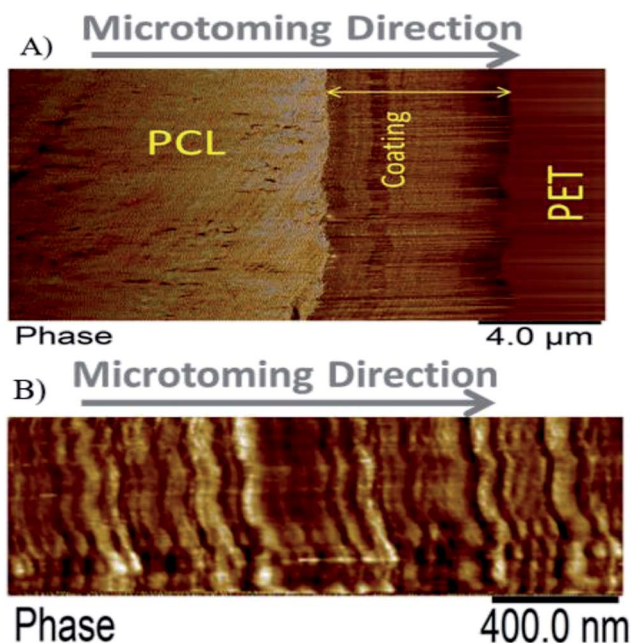 A)
Microtoming Direction
PCL
Coating
PET
Phase
4.0 µm
B)
Microtoming Direction
Phase
400.0 nm